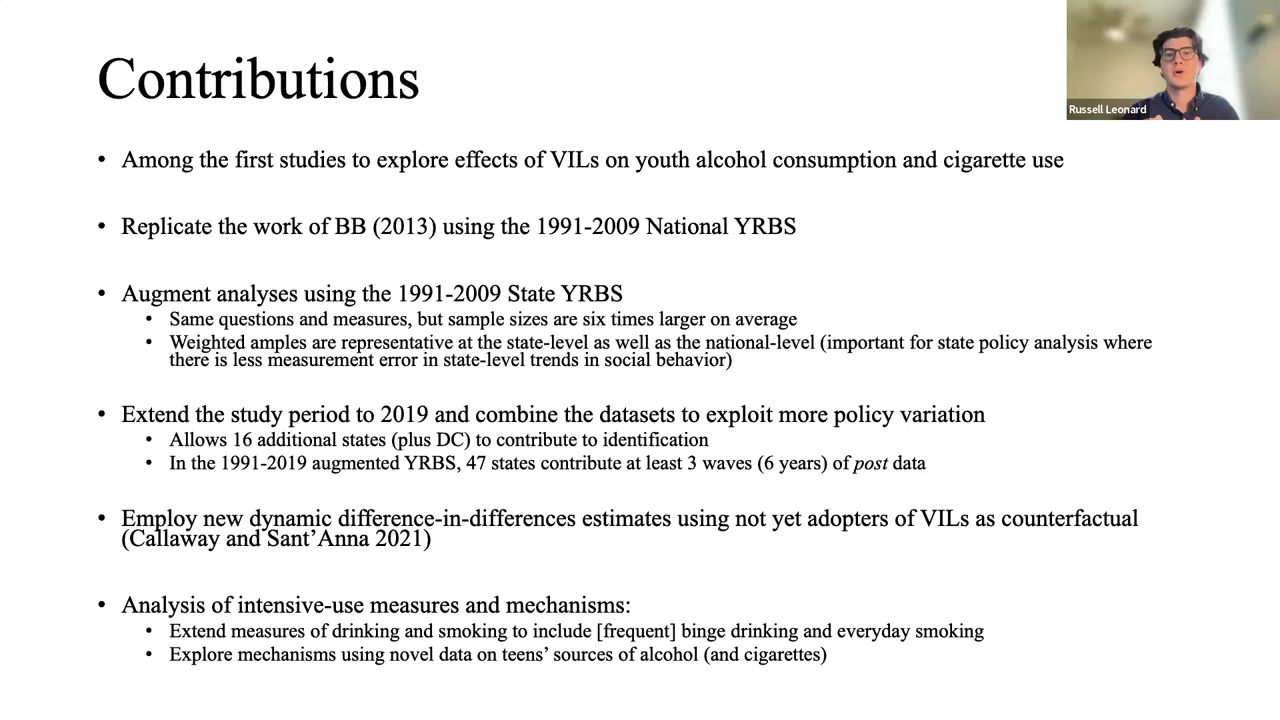 Contributions
Russell Leonard
• Among the first studies to explore effects of VILs on youth alcohol consumption and cigarette use
• Replicate the work of BB (2013) using the 1991-2009 National YRBS
• Augment analyses using the 1991-2009 State YRBS
• Same questions and measures, but sample sizes are six times larger on average
• Weighted amples are representative at the state-level as well as the national-level (important for state policy analysis where
there is less measurement error in state-level trends in social behavior)
• Extend the study period to 2019 and combine the datasets to exploit more policy variation
• Allows 16 additional states (plus DC) to contribute to identification
• In the 1991-2019 augmented YRBS, 47 states contribute at least 3 waves (6 years) of post data
• Employ new dynamic difference-in-differences estimates using not yet adopters of VILs as counterfactual
(Callaway and Sant’Anna 2021)
• Analysis of intensive-use measures and mechanisms:
• Extend measures of drinking and smoking to include [frequent] binge drinking and everyday smoking
• Explore mechanisms using novel data on teens’ sources of alcohol (and cigarettes)